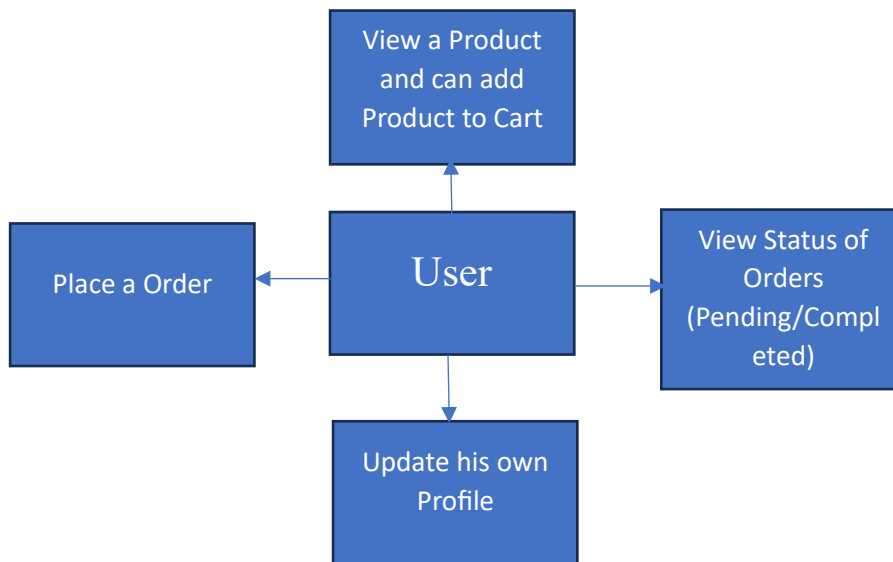 View a Product
and can add
Product to Cart
Place a Order
User
View Status of
Orders
(Pending/Compl
eted)
Update his own
Profile